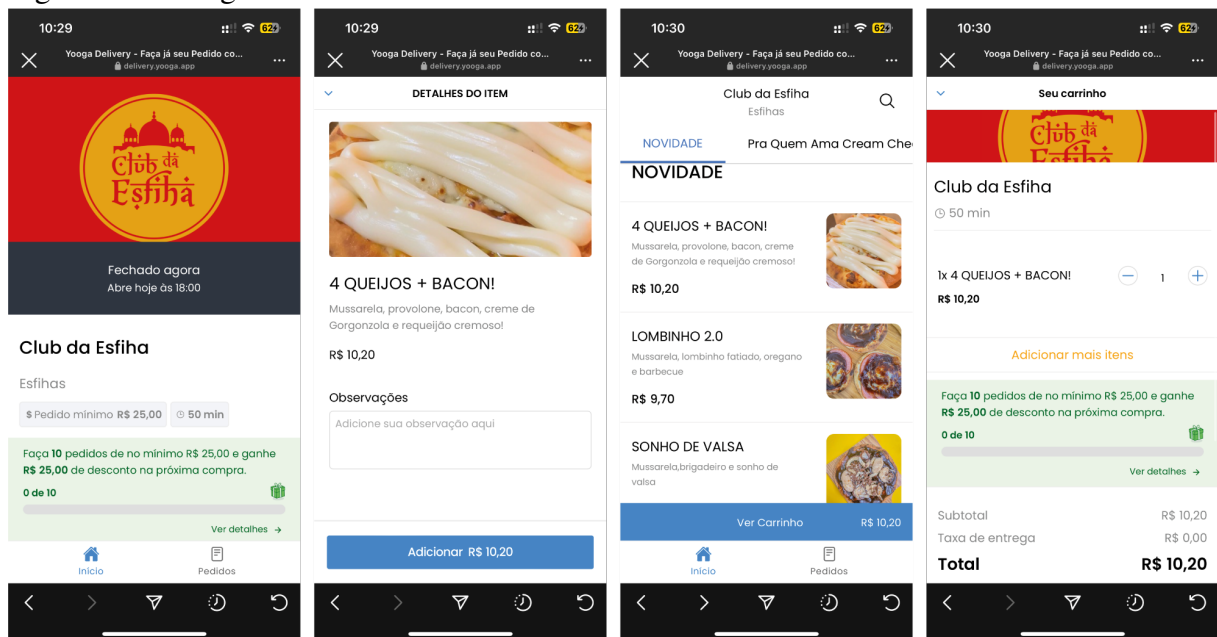 10:29
62
Yooga Delivery - Faça já seu Pedido co...
delivery.yooga.app
Club da
Esfiha
Fechado agora
Abre hoje às 18:00
Club da Esfiha
Esfihas
$ Pedido mínimo R$ 25,00
50 min
Faça 10 pedidos de no mínimo R$ 25,00 e ganhe
R$ 25,00 de desconto na próxima compra.
0 de 10
Ver detalhes →
Início
Pedidos
10:29
62
Yooga Delivery - Faça já seu Pedido co...
delivery.yooga.app
DETALHES DO ITEM
4 QUEIJOS + BACON!
Mussarela, provolone, bacon, creme de
Gorgonzola e requeijão cremoso!
R$ 10,20
Observações
Adicione sua observação aqui
Adicionar R$ 10,20
10:30
62
Yooga Delivery - Faça já seu Pedido co...
delivery.yooga.app
Club da Esfiha
Esfihas
NOVIDADE
Pra Quem Ama Cream Che
NOVIDADE
4 QUEIJOS + BACON!
Mussarela, provolone, bacon, creme
de Gorgonzola e requeijão cremoso!
R$ 10,20
LOMBINHO 2.0
Mussarela, lombinho fatiado, oregano
e barbecue
R$ 9,70
SONHO DE VALSA
Mussarela,brigadeiro e sonho de
valsa
Ver Carrinho R$ 10,20
Início
Pedidos
10:30
62
Yooga Delivery - Faça já seu Pedido co...
delivery.yooga.app
Seu carrinho
Club da
Esfiha
Club da Esfiha
50 min
1x 4 QUEIJOS + BACON!
1
R$ 10,20
Adicionar mais itens
Faça 10 pedidos de no mínimo R$ 25,00 e ganhe
R$ 25,00 de desconto na próxima compra.
0 de 10
Ver detalhes →
Subtotal R$ 10,20
Taxa de entrega R$ 0,00
Total R$ 10,20